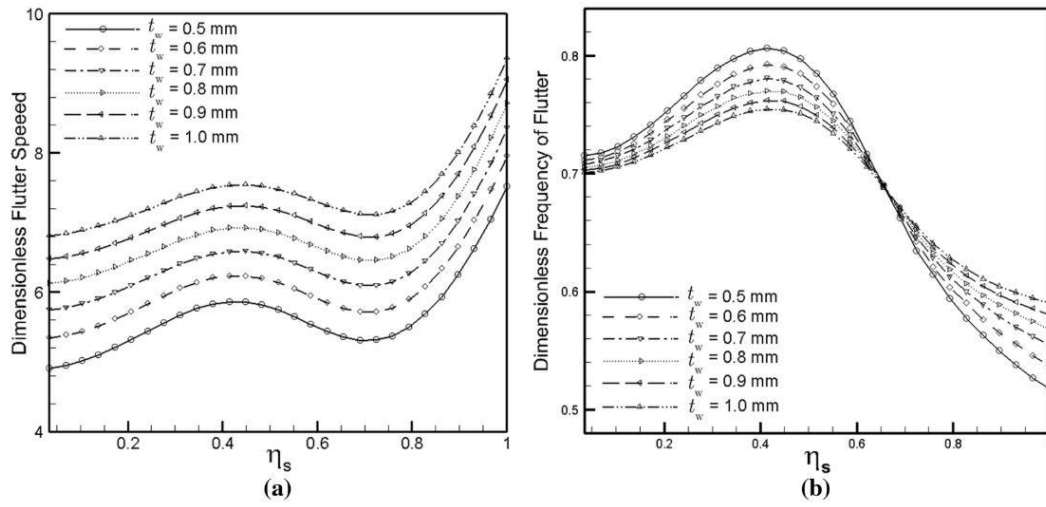 10
8
6
4
Dimensionless Flutter Speed
t_w = 0.5 mm
t_w = 0.6 mm
t_w = 0.7 mm
t_w = 0.8 mm
t_w = 0.9 mm
t_w = 1.0 mm
0.2 0.4 0.6 0.8 1
η_s
(a)
0.8
0.7
0.6
0.5
Dimensionless Frequency of Flutter
t_w = 0.5 mm
t_w = 0.6 mm
t_w = 0.7 mm
t_w = 0.8 mm
t_w = 0.9 mm
t_w = 1.0 mm
0.2 0.4 0.6 0.8
η_s
(b)